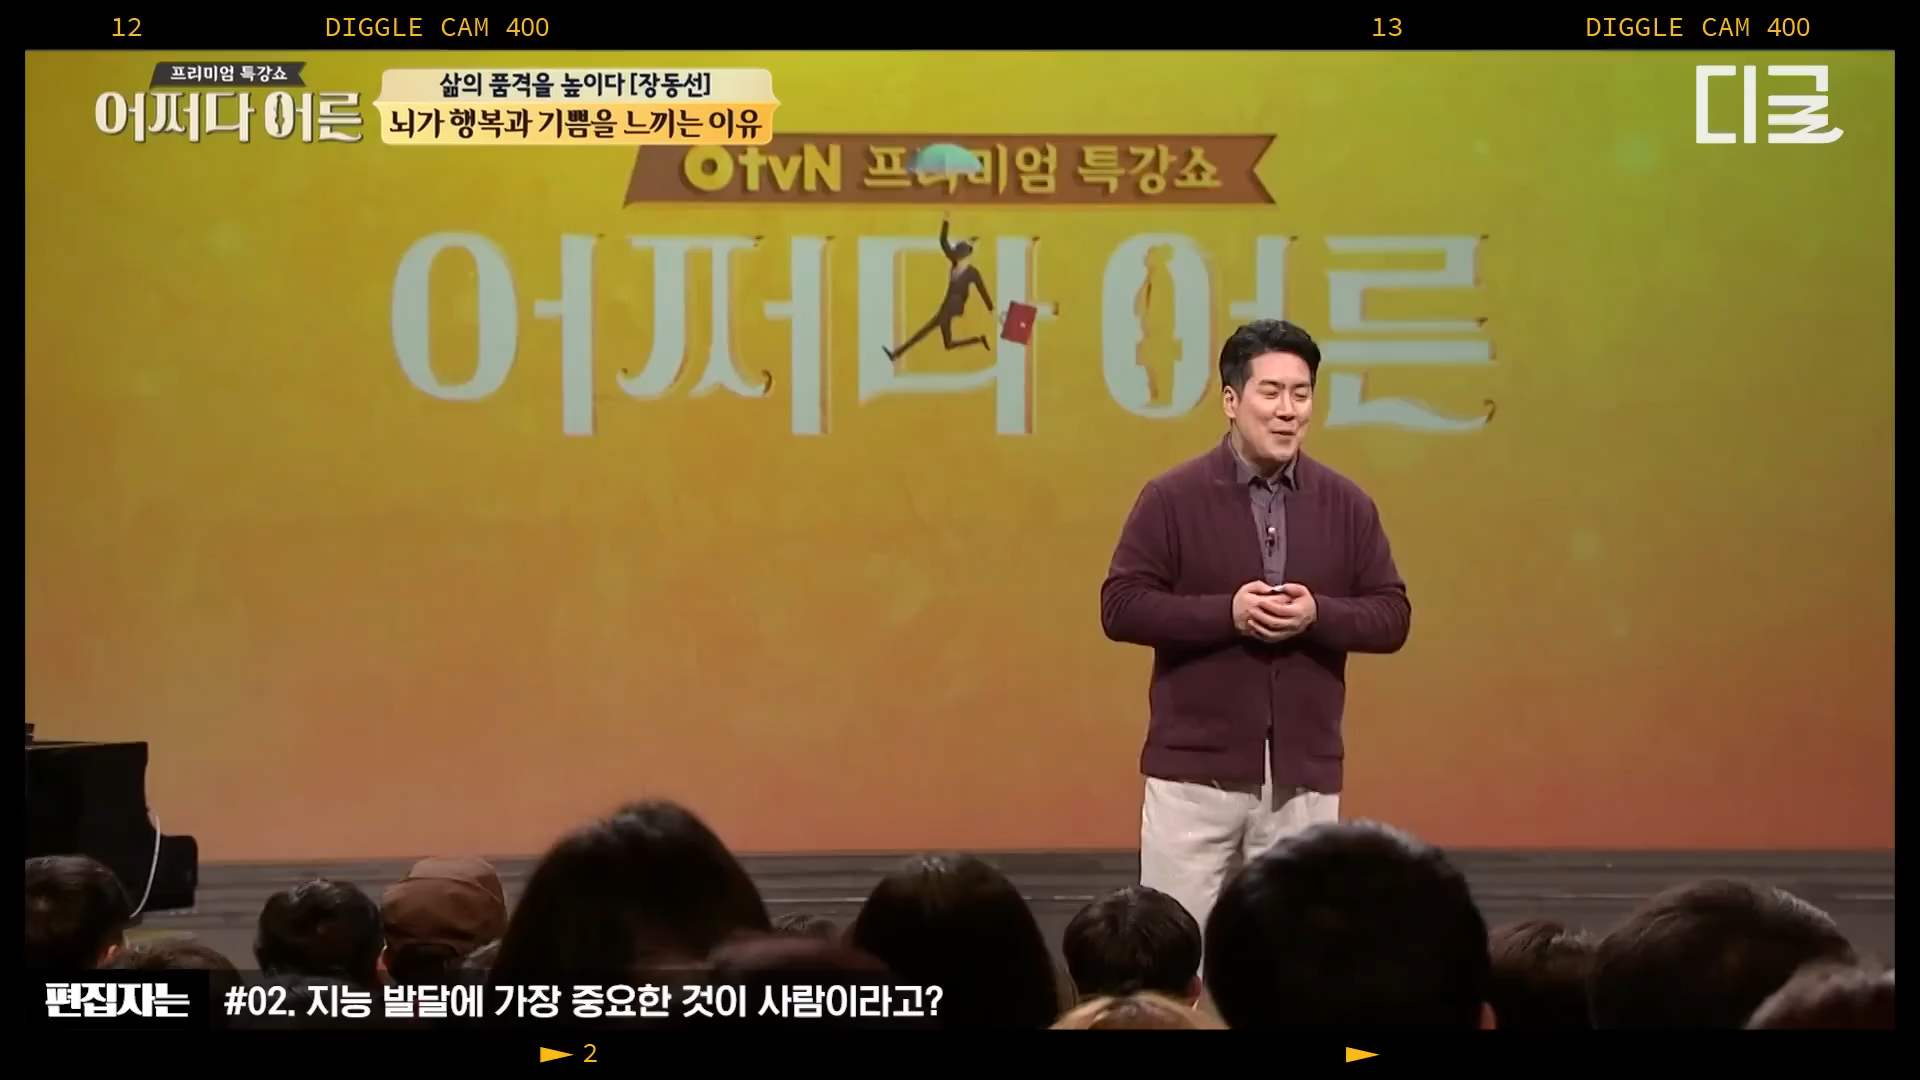 12 DIGGLE CAM 400 13 DIGGLE CAM 400
프리미엄 특강쇼
어쩌다 어른
삶의 품격을 높이다 [장동선]
뇌가 행복과 기쁨을 느끼는 이유
디글
OtvN 프리미엄 특강쇼
어쩌다 어른
편집자는 #02. 지능 발달에 가장 중요한 것이 사람이라고?
2